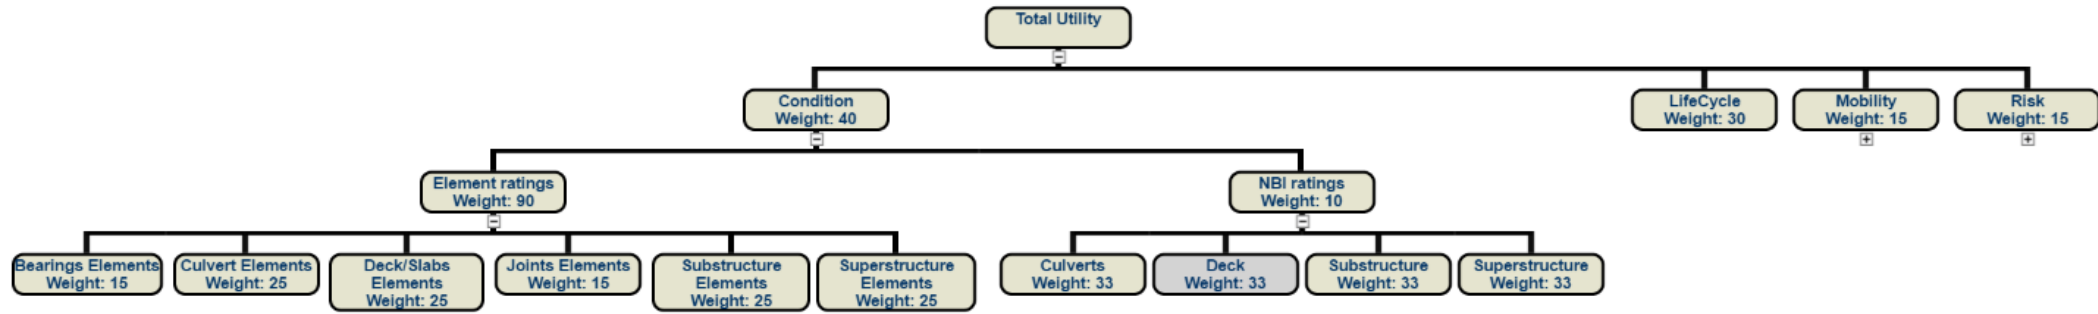 Total Utility
Condition
Weight: 40
LifeCycle
Weight: 30
Mobility
Weight: 15
Risk
Weight: 15
Element ratings
Weight: 90
NBI ratings
Weight: 10
Bearings Elements
Weight: 15
Culvert Elements
Weight: 25
Deck/Slabs
Elements
Weight: 25
Joints Elements
Weight: 15
Substructure
Elements
Weight: 25
Superstructure
Elements
Weight: 25
Culverts
Weight: 33
Deck
Weight: 33
Substructure
Weight: 33
Superstructure
Weight: 33